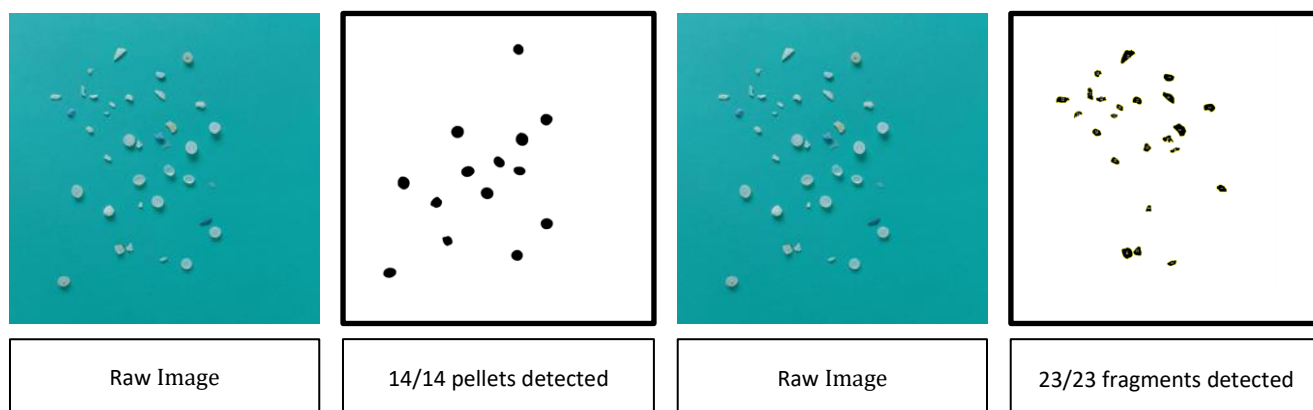 Raw Image
14/14 pellets detected
Raw Image
23/23 fragments detected